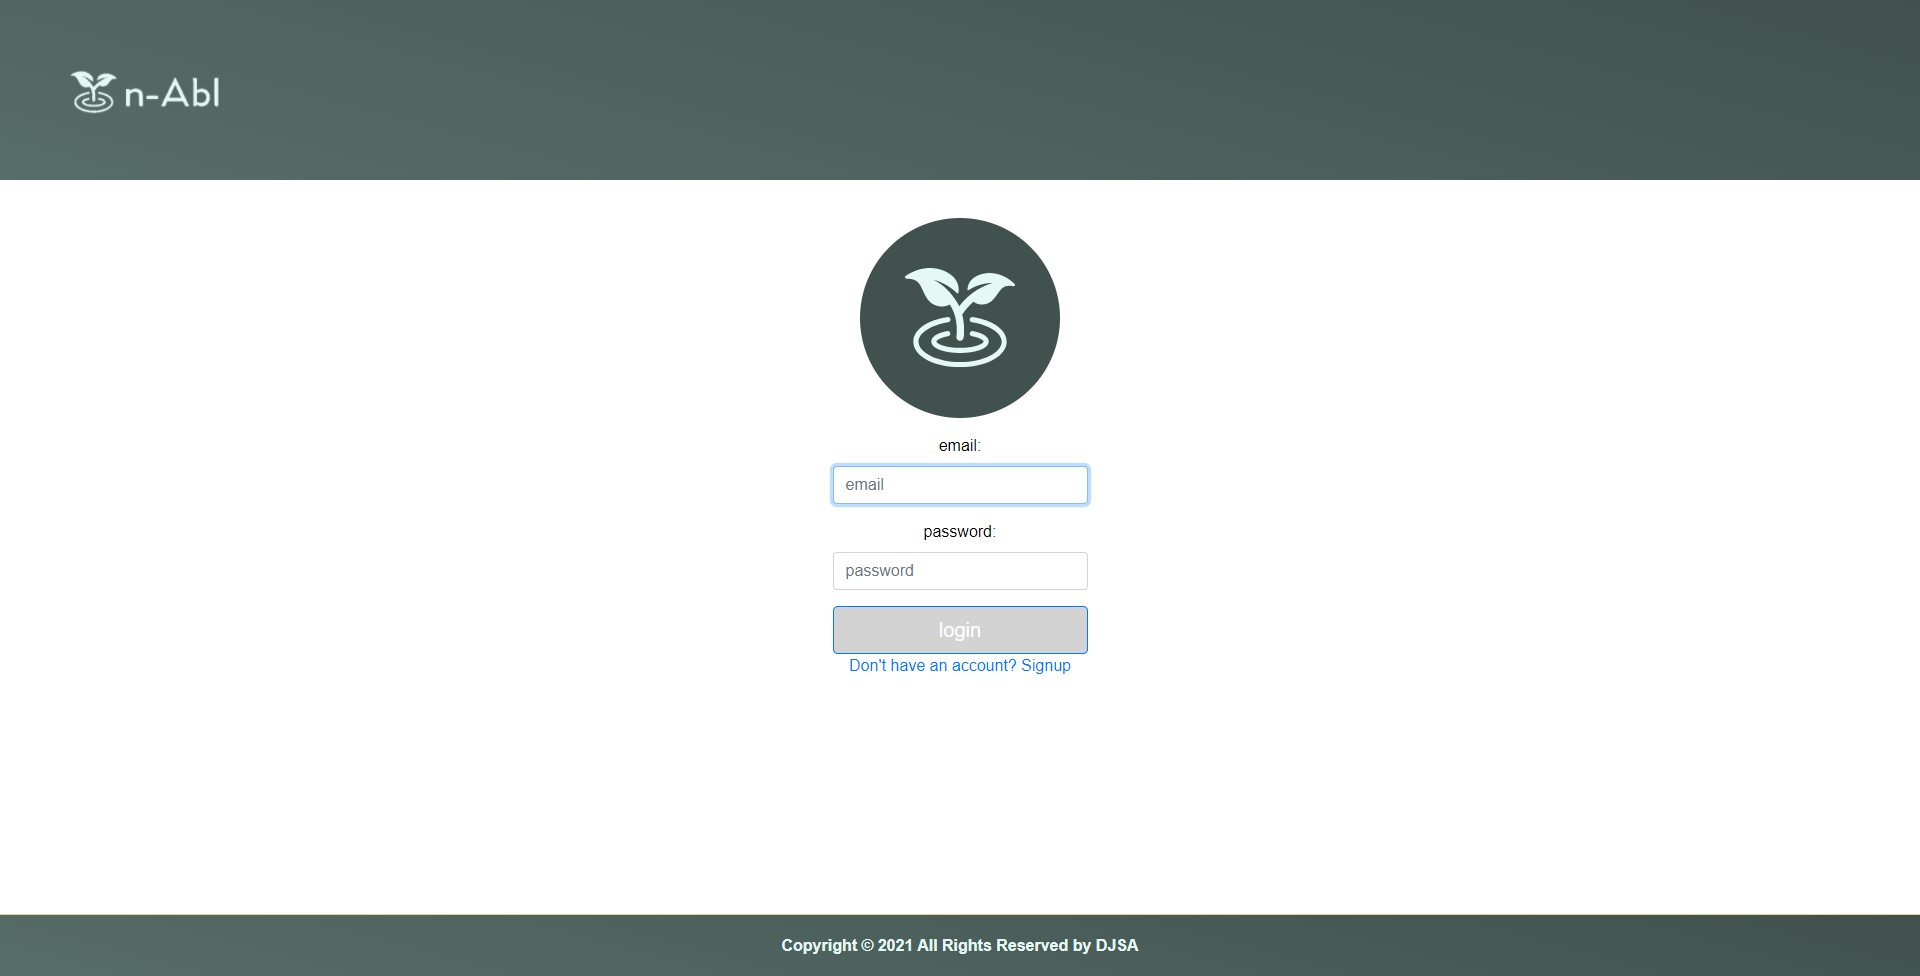 n-Abl
email:
email
password:
password
login
Don't have an account? Signup
Copyright © 2021 All Rights Reserved by DJSA